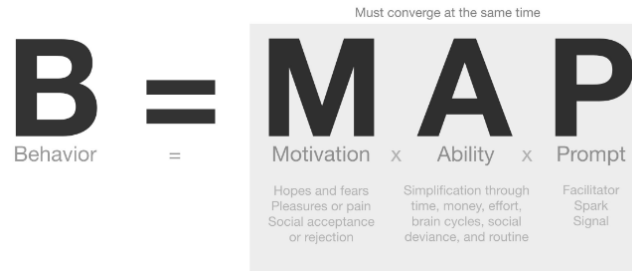 Must converge at the same time
B = M A P
Behavior = Motivation x Ability x Prompt
Hopes and fears
Pleasures or pain
Social acceptance
or rejection
Simplification through
time, money, effort,
brain cycles, social
deviance, and routine
Facilitator
Spark
Signal